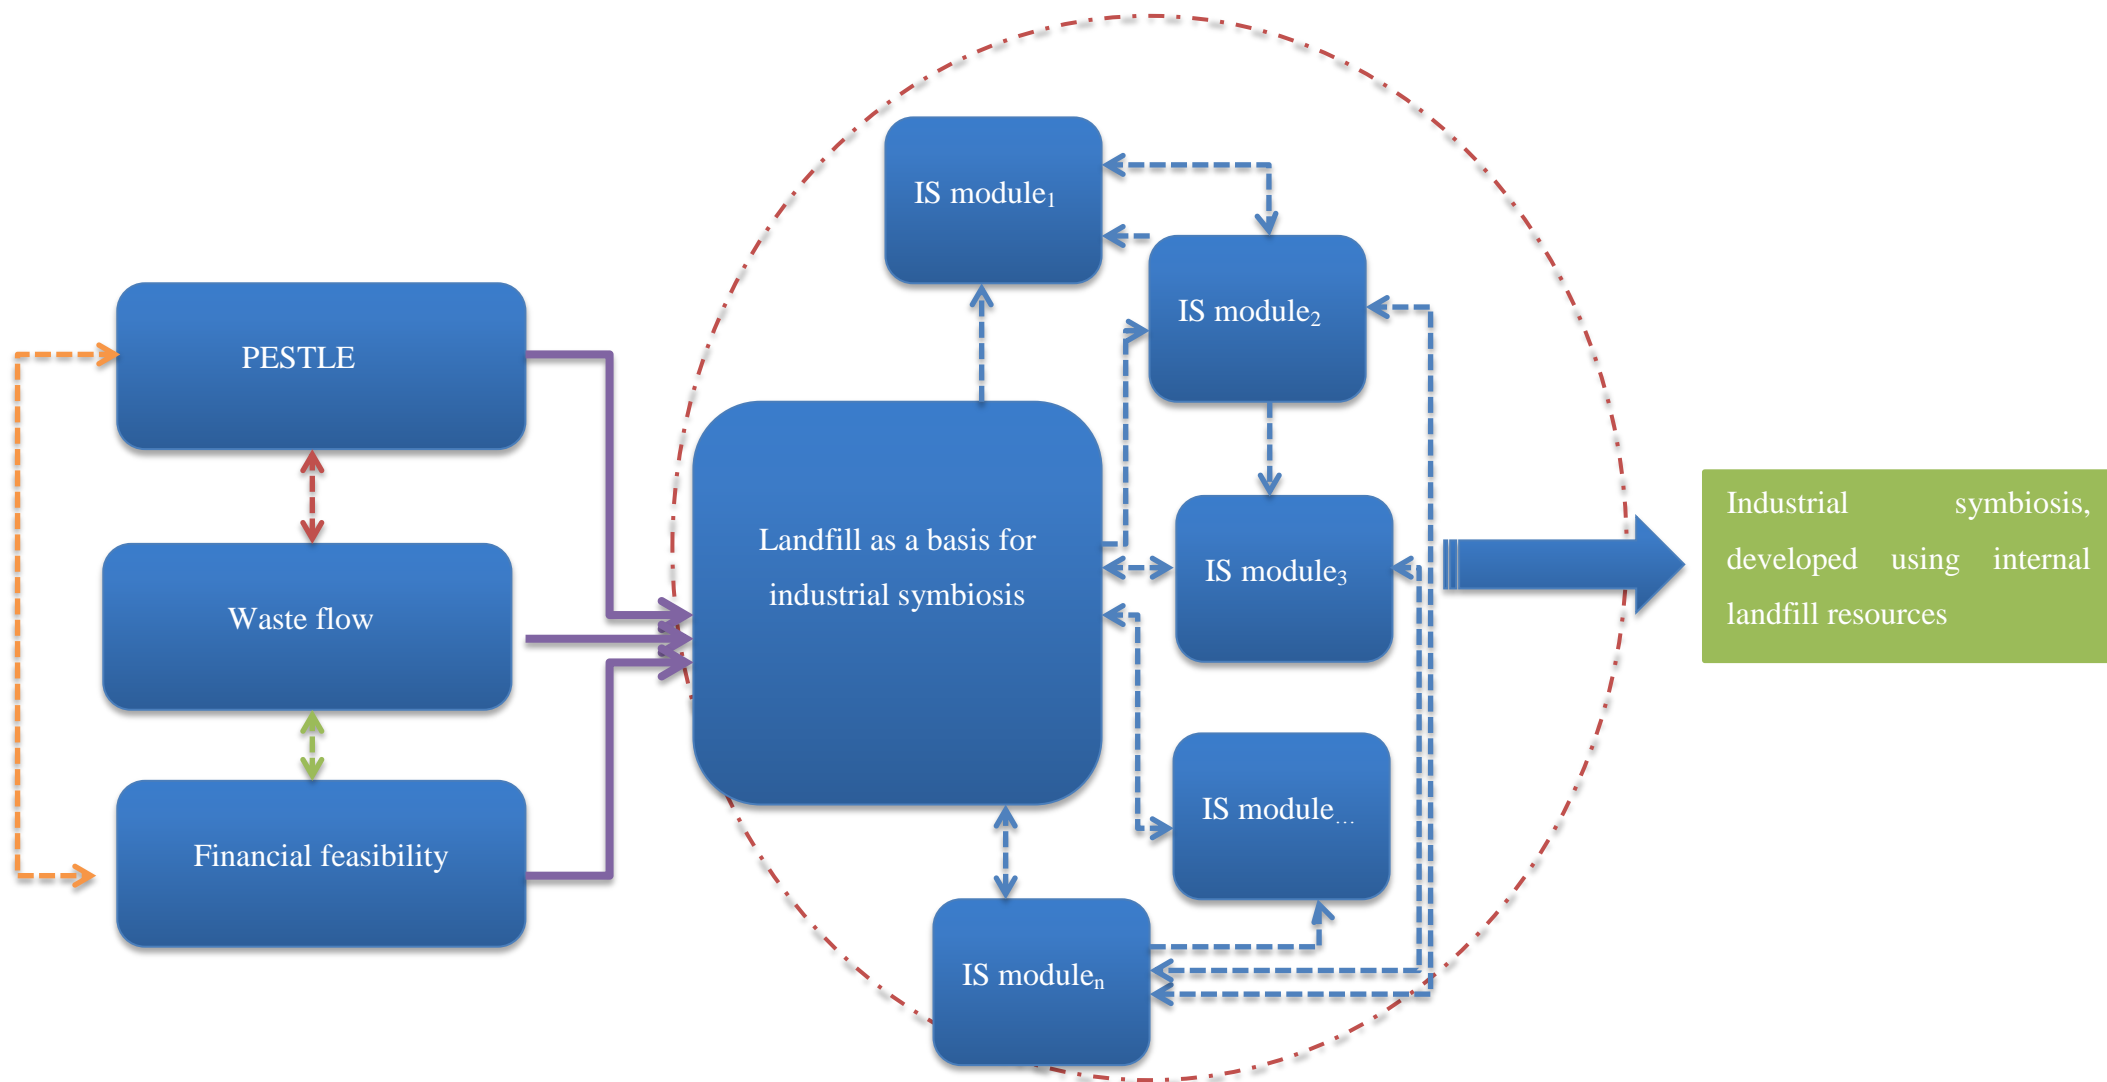 PESTLE
Waste flow
Financial feasibility
Landfill as a basis for
industrial symbiosis
IS module₁
IS module₂
IS module₃
IS module...
IS moduleₙ
Industrial symbiosis,
developed using internal
landfill resources